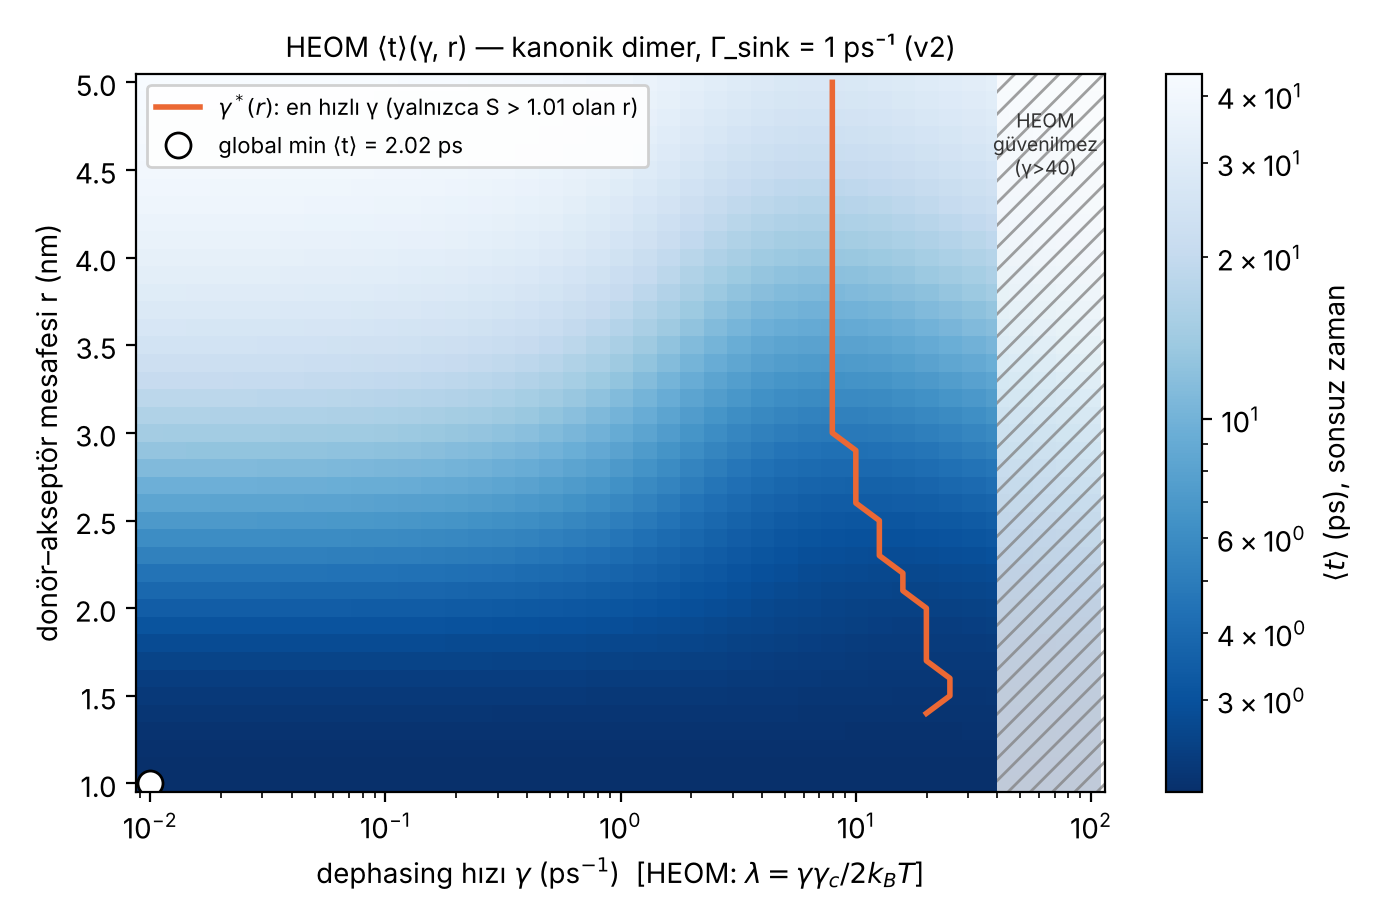 HEOM ⟨t⟩(γ, r) — kanonik dimer, Γ_sink = 1 ps⁻¹ (v2)
γ*(r): en hızlı γ (yalnızca S > 1.01 olan r)
global min ⟨t⟩ = 2.02 ps
HEOM
güvenilmez
(γ>40)
donör–akseptör mesafesi r (nm)
5.0
4.5
4.0
3.5
3.0
2.5
2.0
1.5
1.0
10⁻²
10⁻¹
10⁰
10¹
10²
dephasing hızı γ (ps⁻¹) [HEOM: λ = γγ_c/2k_BT]
4 × 10¹
3 × 10¹
2 × 10¹
10¹
6 × 10⁰
4 × 10⁰
3 × 10⁰
⟨t⟩ (ps), sonsuz zaman